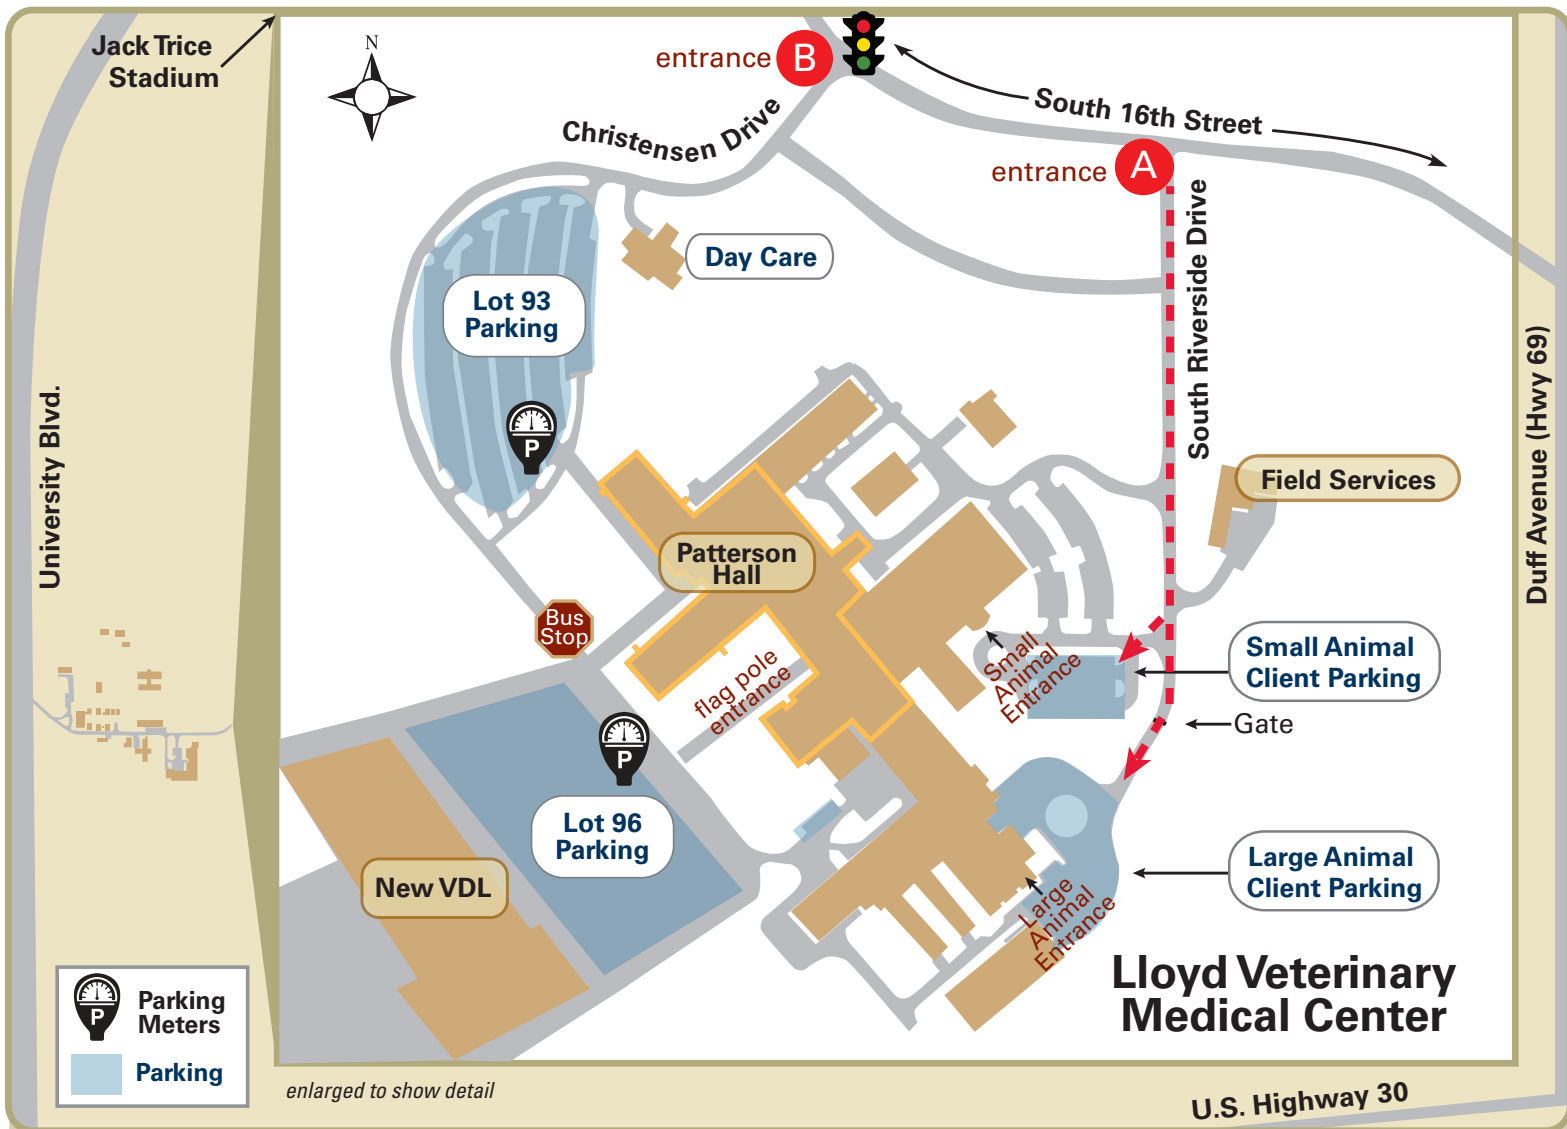 Jack Trice
Stadium
N
entrance
B
South 16th Street
Christensen Drive
entrance
A
Day Care
Lot 93
Parking
South Riverside Drive
P
University Blvd.
Duff Avenue (Hwy 69)
Field Services
Patterson
Hall
Bus
Stop
Small
Animal
Entrance
Small Animal
Client Parking
flag pole
entrance
Gate
P
Lot 96
Parking
New VDL
Large Animal
Client Parking
Large
Animal
Entrance
Lloyd Veterinary
Medical Center
P
Parking
Meters
Parking
enlarged to show detail
U.S. Highway 30